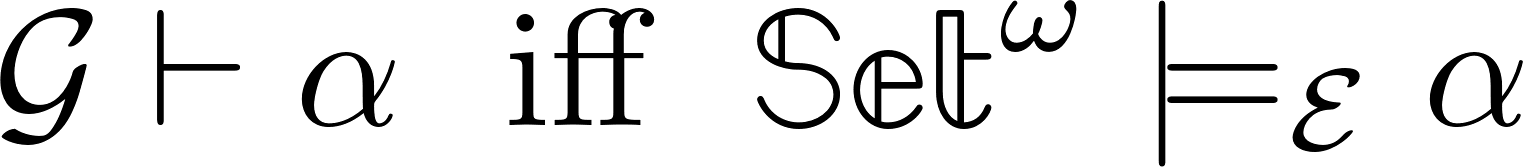 𝒢 ⊢ α iff 𝕊𝕖𝕥^ω ⊨_ℰ α